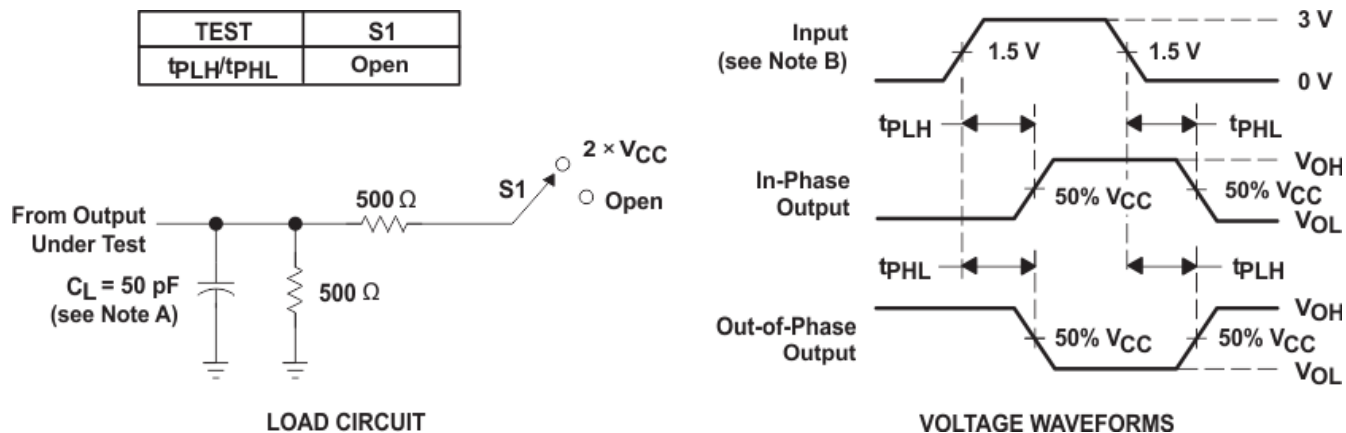 TEST S1
tPLH/tPHL Open
2 × VCC
S1
Open
500 Ω
From Output
Under Test
CL = 50 pF
(see Note A)
500 Ω
LOAD CIRCUIT
Input
(see Note B)
3 V
1.5 V 1.5 V
0 V
tPLH tPHL
In-Phase
Output
VOH
50% VCC 50% VCC
VOL
tPHL tPLH
Out-of-Phase
Output
VOH
50% VCC 50% VCC
VOL
VOLTAGE WAVEFORMS